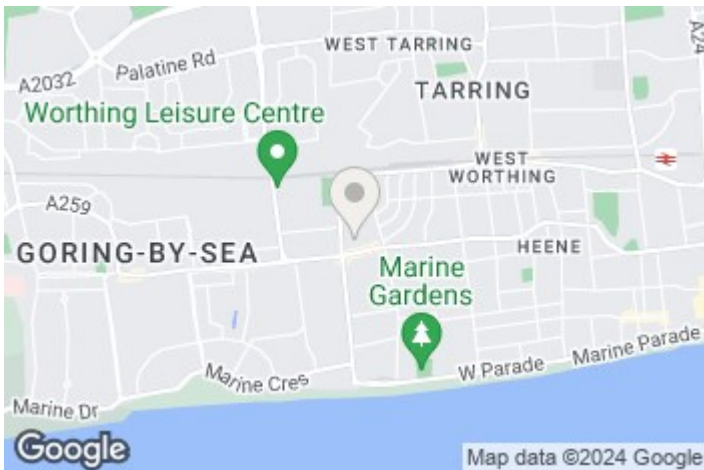 WEST TARRING
A24
Palatine Rd
A2032
TARRING
Worthing Leisure Centre
WEST
WORTHING
A259
GORING-BY-SEA
HEENE
Marine
Gardens
Marine Cres
W Parade
Marine Parade
Marine Dr
Google
Map data ©2024 Google